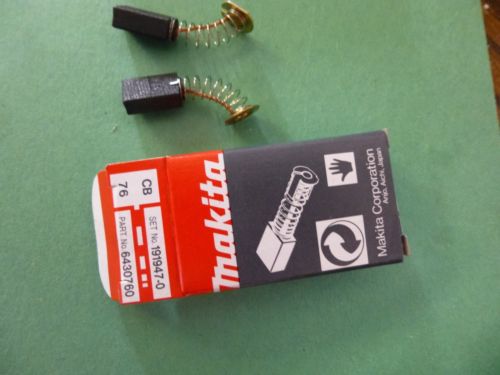 CB
76
SET No. 191947-0
PART. No. 6430760
makita
Makita Corporation
Anjo, Aichi, Japan